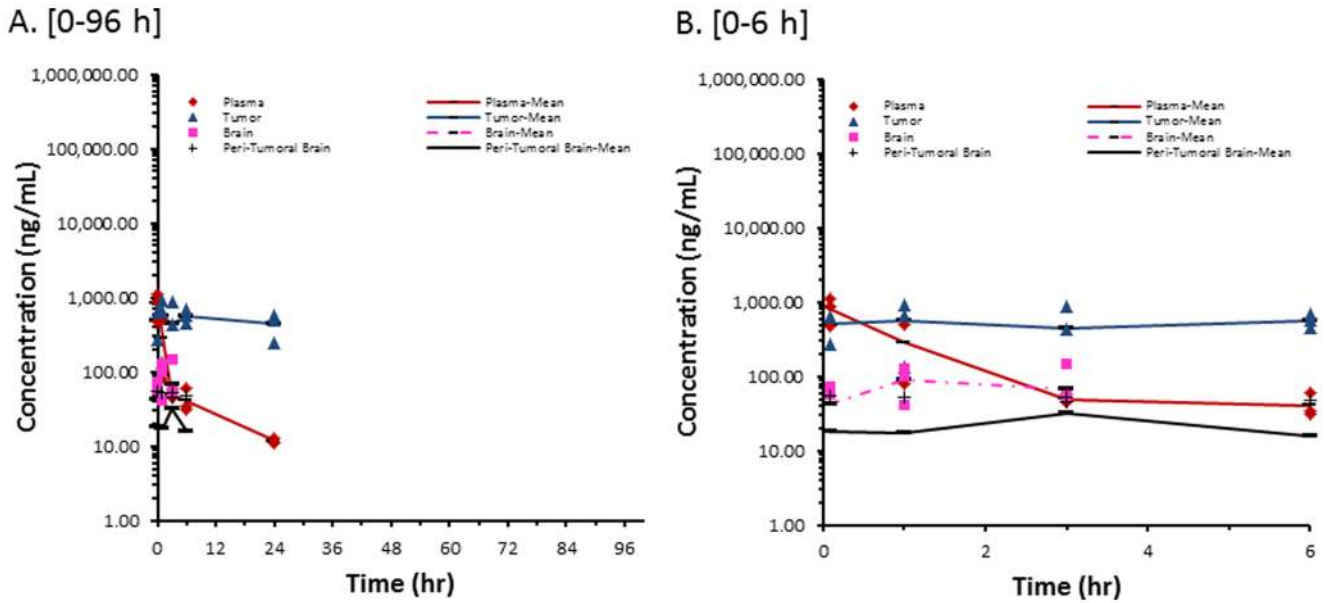 A. [0-96 h]
1,000,000.00
100,000.00
10,000.00
1,000.00
100.00
10.00
1.00
Concentration (ng/mL)
Plasma
Tumor
Brain
Peri-Tumoral Brain
Plasma-Mean
Tumor-Mean
Brain-Mean
Peri-Tumoral Brain-Mean
0 12 24 36 48 60 72 84 96
Time (hr)
B. [0-6 h]
1,000,000.00
100,000.00
10,000.00
1,000.00
100.00
10.00
1.00
Concentration (ng/mL)
Plasma
Tumor
Brain
Peri-Tumoral Brain
Plasma-Mean
Tumor-Mean
Brain-Mean
Peri-Tumoral Brain-Mean
0 2 4 6
Time (hr)